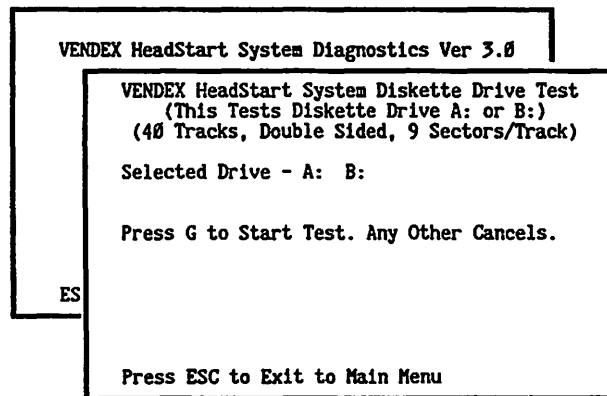 VENDEX HeadStart System Diagnostics Ver 3.0
VENDEX HeadStart System Diskette Drive Test
(This Tests Diskette Drive A: or B:)
(40 Tracks, Double Sided, 9 Sectors/Track)
Selected Drive - A:  B:
Press G to Start Test. Any Other Cancels.
ES
Press ESC to Exit to Main Menu